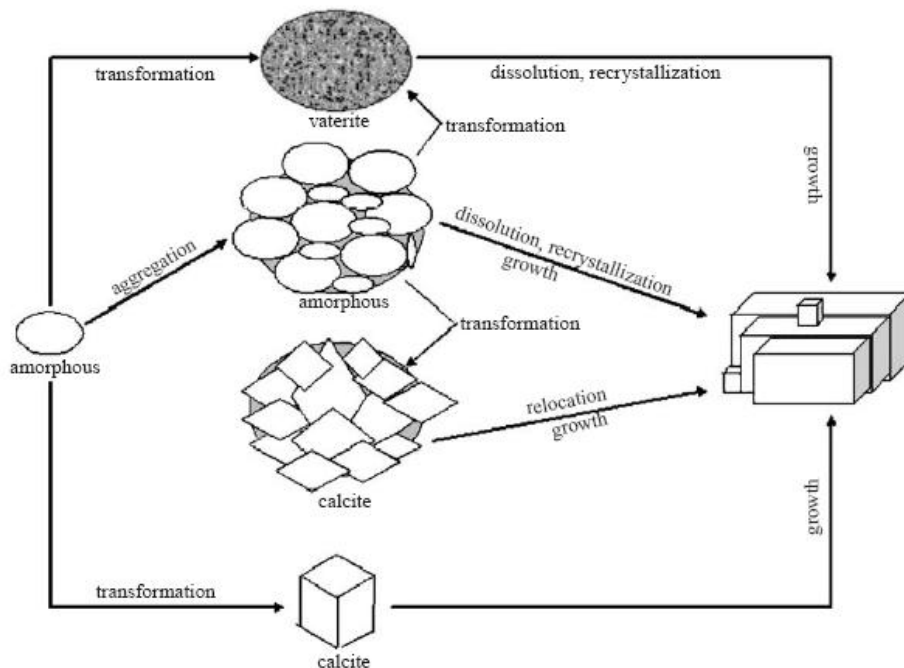 transformation
dissolution, recrystallization
vaterite
transformation
growth
aggregation
dissolution, recrystallization
growth
amorphous
amorphous
transformation
relocation
growth
calcite
growth
transformation
calcite